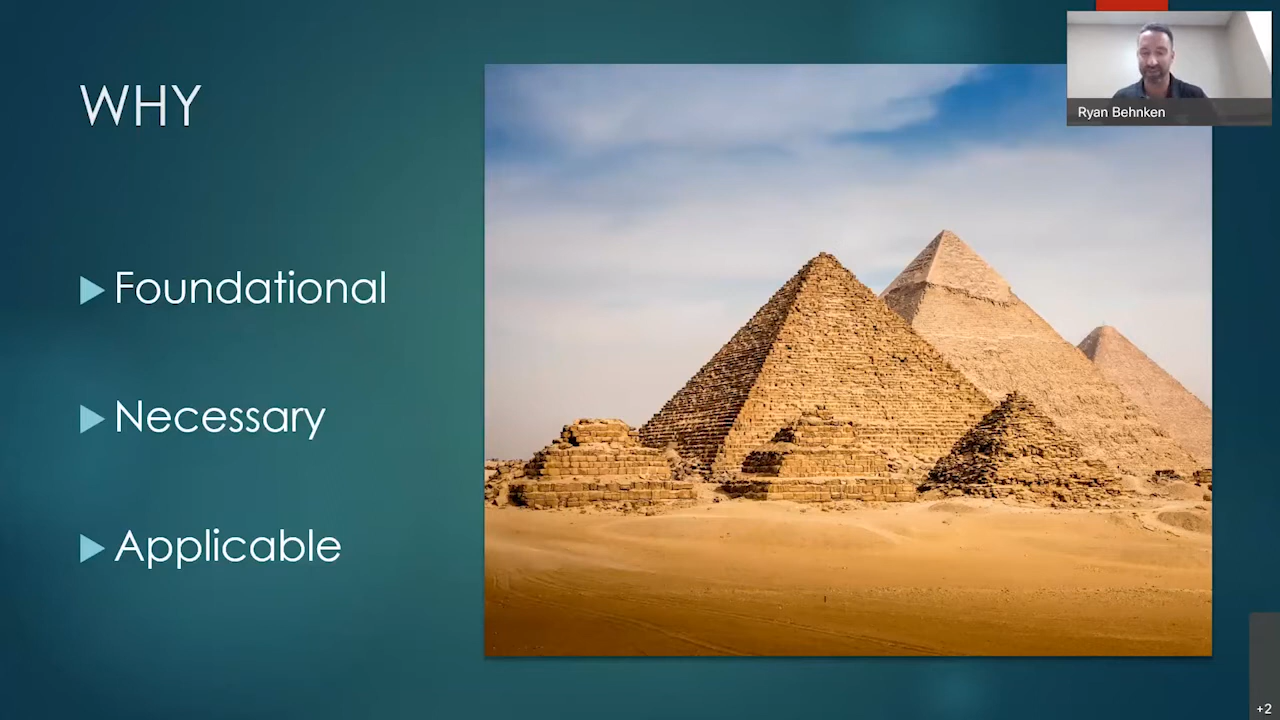 WHY
Foundational
Necessary
Applicable
Ryan Behnken
+2